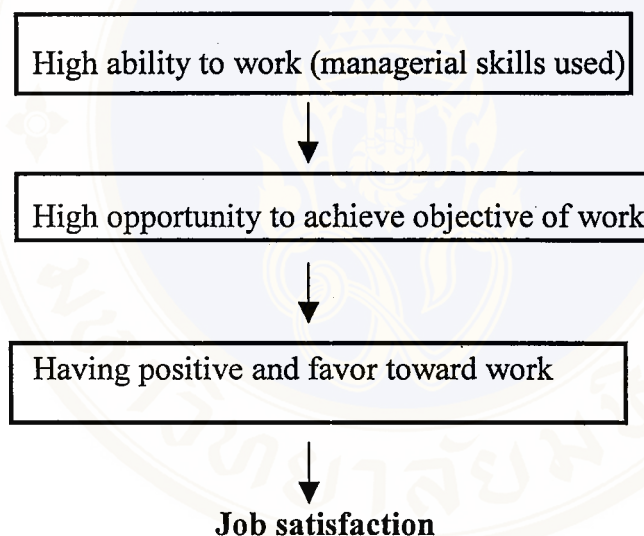 High ability to work (managerial skills used)
High opportunity to achieve objective of work
Having positive and favor toward work
Job satisfaction